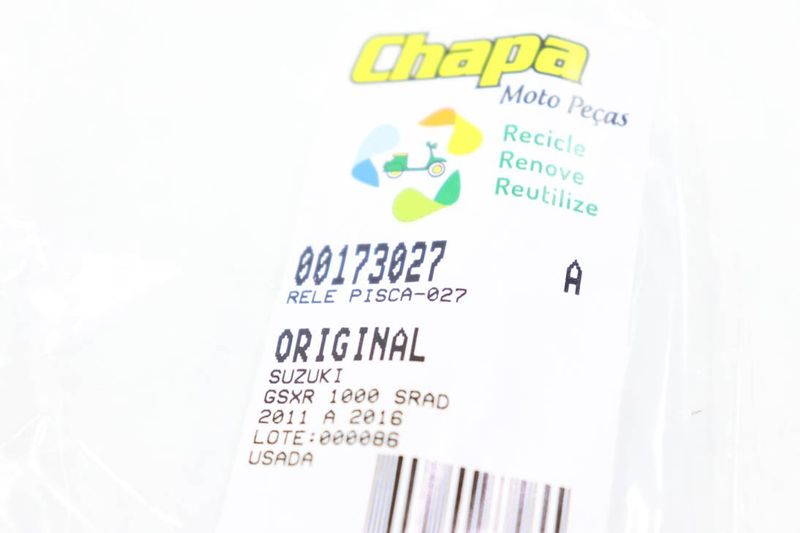 Chapa
Moto Peças
Recicle
Renove
Reutilize
00173027
A
RELE PISCA-027
ORIGINAL
SUZUKI
GSXR 1000 SRAD
2011 A 2016
LOTE:000086
USADA